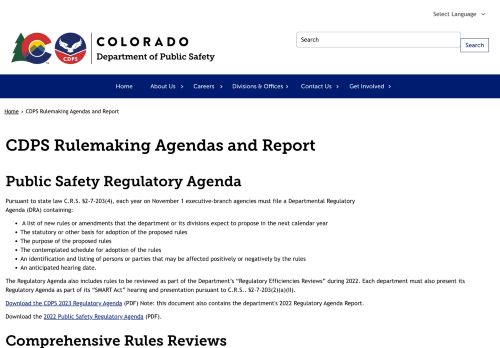 Select Language
COLORADO
Department of Public Safety
CDPS
Search
Search
Home
About Us
Careers
Divisions & Offices
Contact Us
Get Involved
Home › CDPS Rulemaking Agendas and Report
CDPS Rulemaking Agendas and Report
Public Safety Regulatory Agenda
Pursuant to state law C.R.S. §2-7-203(4), each year on November 1 executive-branch agencies must file a Departmental Regulatory
Agenda (DRA) containing:
• A list of new rules or amendments that the department or its divisions expect to propose in the next calendar year
• The statutory or other basis for adoption of the proposed rules
• The purpose of the proposed rules
• The contemplated schedule for adoption of the rules
• An identification and listing of persons or parties that may be affected positively or negatively by the rules
• An anticipated hearing date.
The Regulatory Agenda also includes rules to be reviewed as part of the Department's "Regulatory Efficiencies Reviews" during 2022. Each department must also present its
Regulatory Agenda as part of its "SMART Act" hearing and presentation pursuant to C.R.S.. §2-7-203(2)(a)(II).
Download the CDPS 2023 Regulatory Agenda (PDF) Note: this document also contains the department's 2022 Regulatory Agenda Report.
Download the 2022 Public Safety Regulatory Agenda (PDF).
Comprehensive Rules Reviews